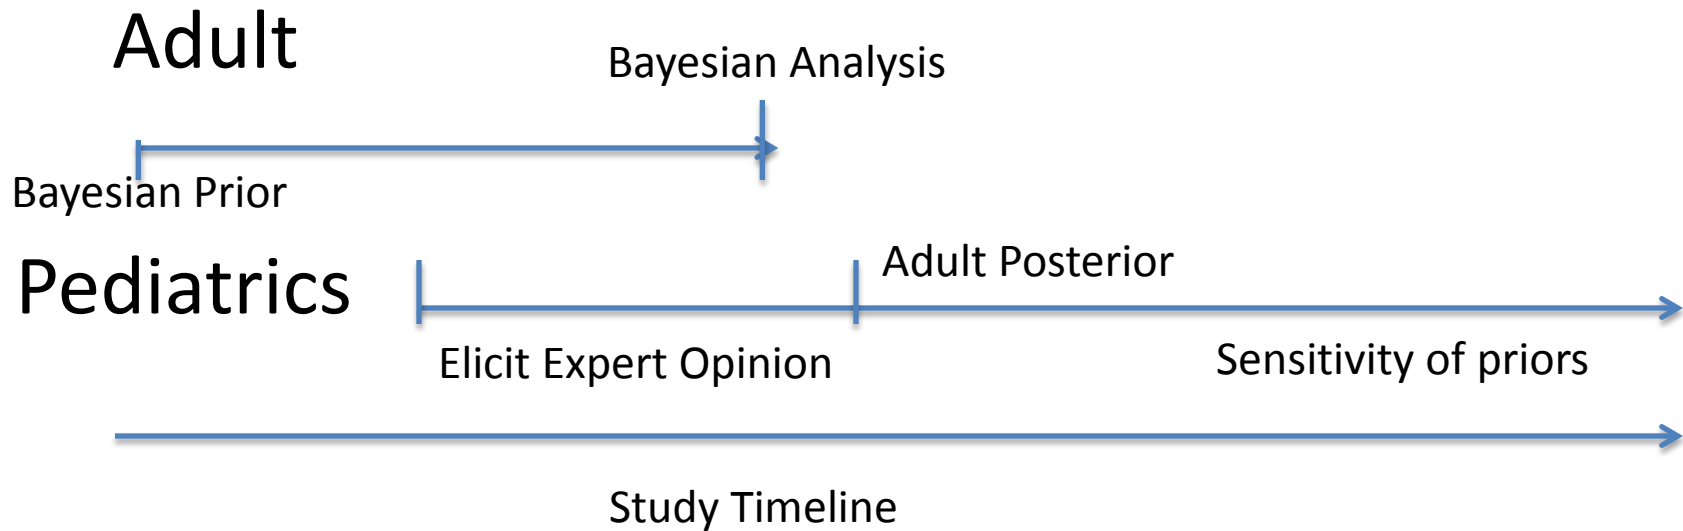 Adult
Bayesian Analysis
Bayesian Prior
Adult Posterior
Pediatrics
Elicit Expert Opinion
Sensitivity of priors
Study Timeline